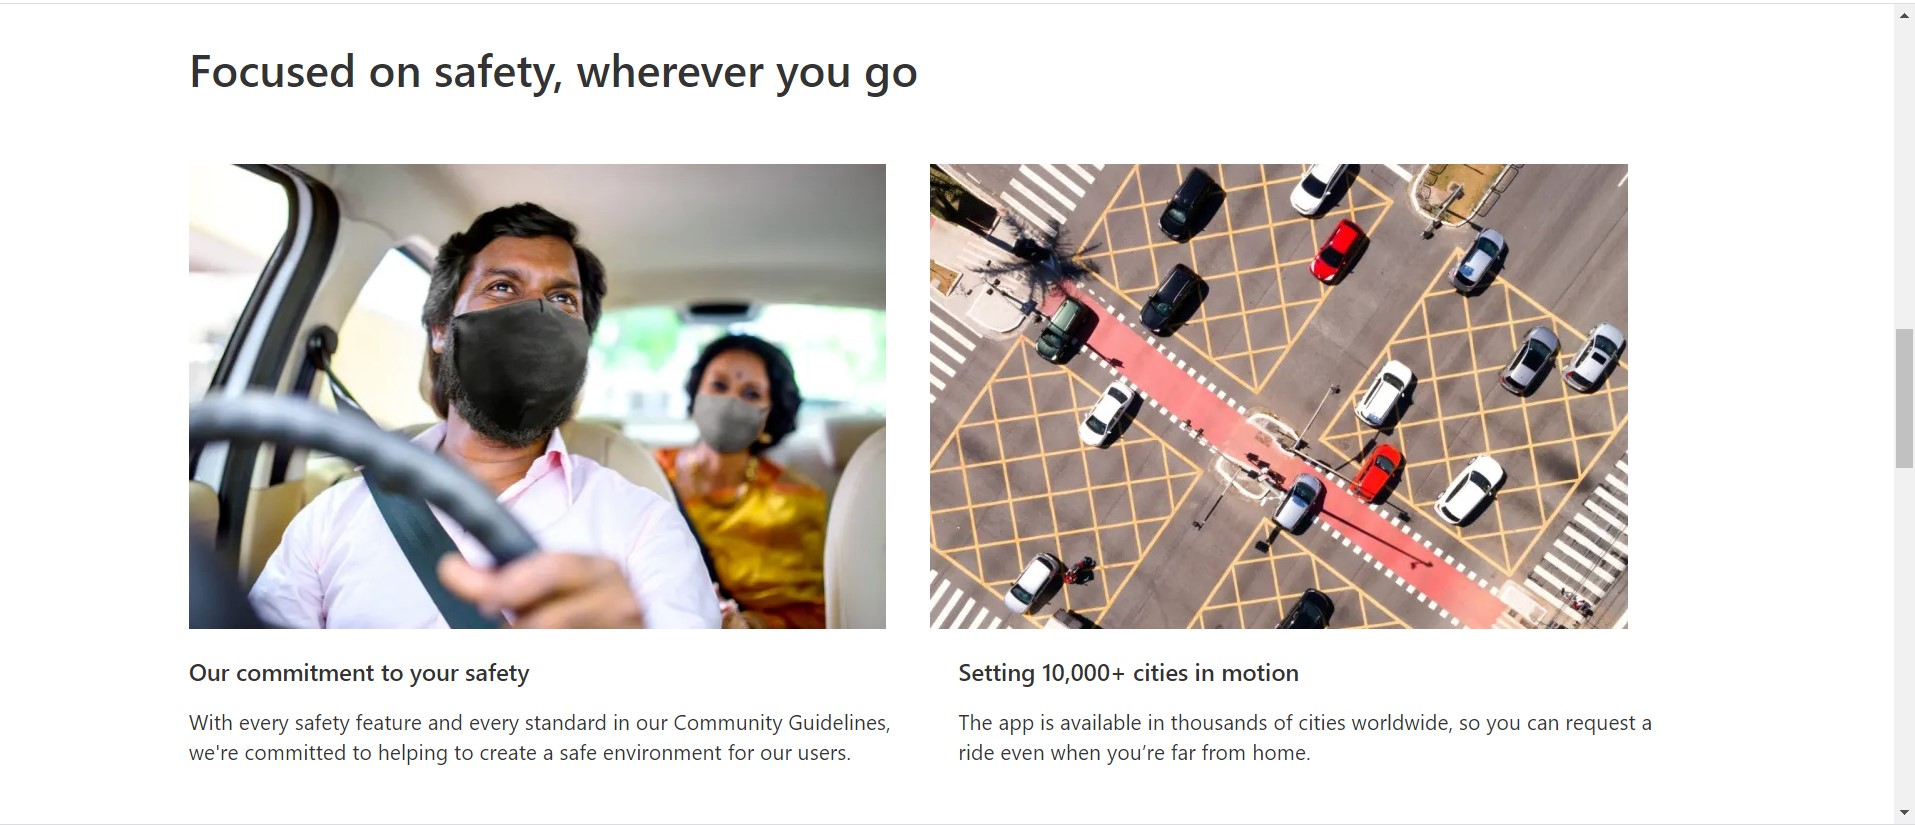 Focused on safety, wherever you go
Our commitment to your safety
With every safety feature and every standard in our Community Guidelines,
we're committed to helping to create a safe environment for our users.
Setting 10,000+ cities in motion
The app is available in thousands of cities worldwide, so you can request a
ride even when you’re far from home.